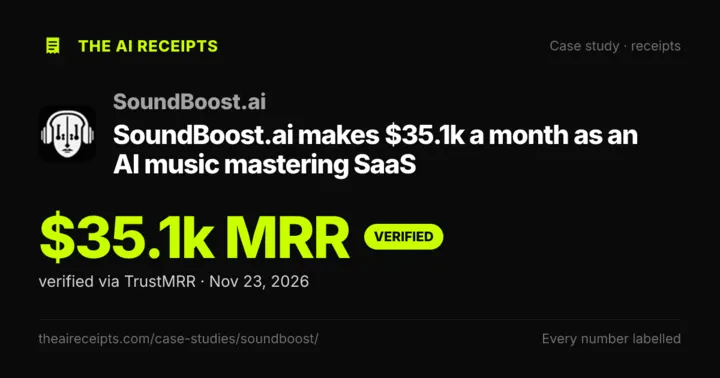 THE AI RECEIPTS
Case study · receipts
SoundBoost.ai
SoundBoost.ai makes $35.1k a month as an
AI music mastering SaaS
$35.1k MRR VERIFIED
verified via TrustMRR · Nov 23, 2026
theaireceipts.com/case-studies/soundboost/
Every number labelled